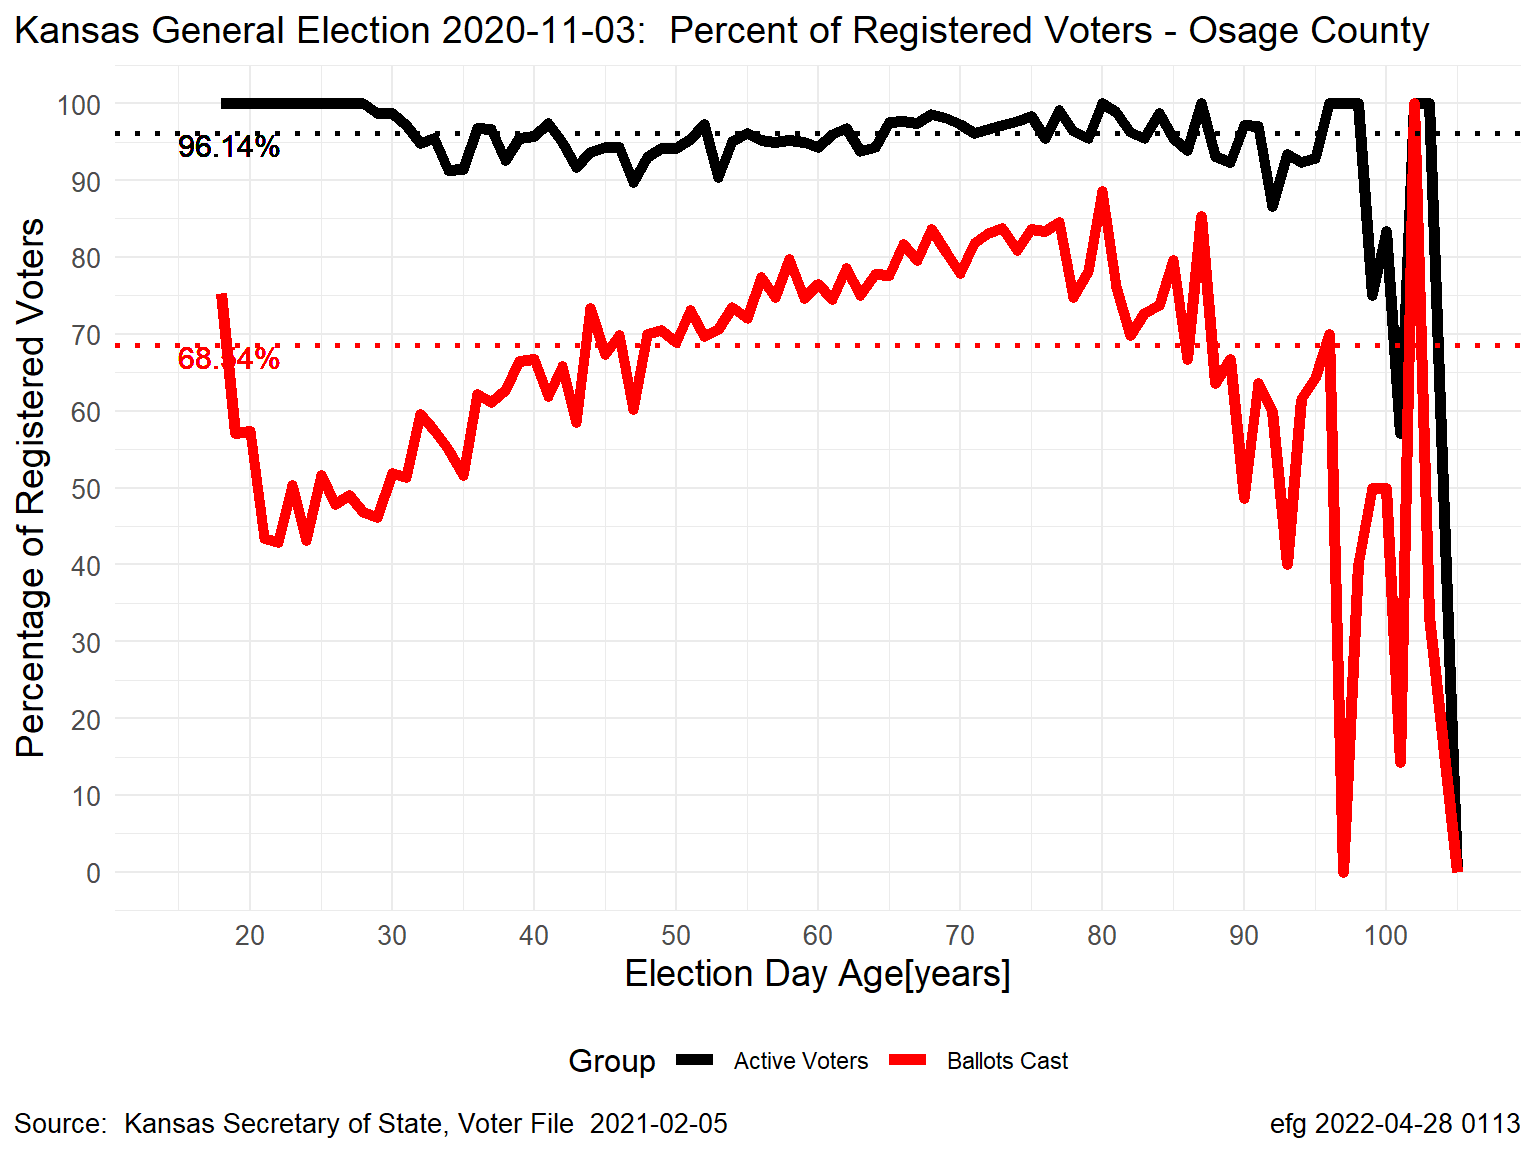 Kansas General Election 2020-11-03:  Percent of Registered Voters - Osage County
Percentage of Registered Voters
100
90
80
70
60
50
40
30
20
10
0
96.14%
68.54%
20 30 40 50 60 70 80 90 100
Election Day Age[years]
Group Active Voters Ballots Cast
Source:  Kansas Secretary of State, Voter File  2021-02-05
efg 2022-04-28 0113